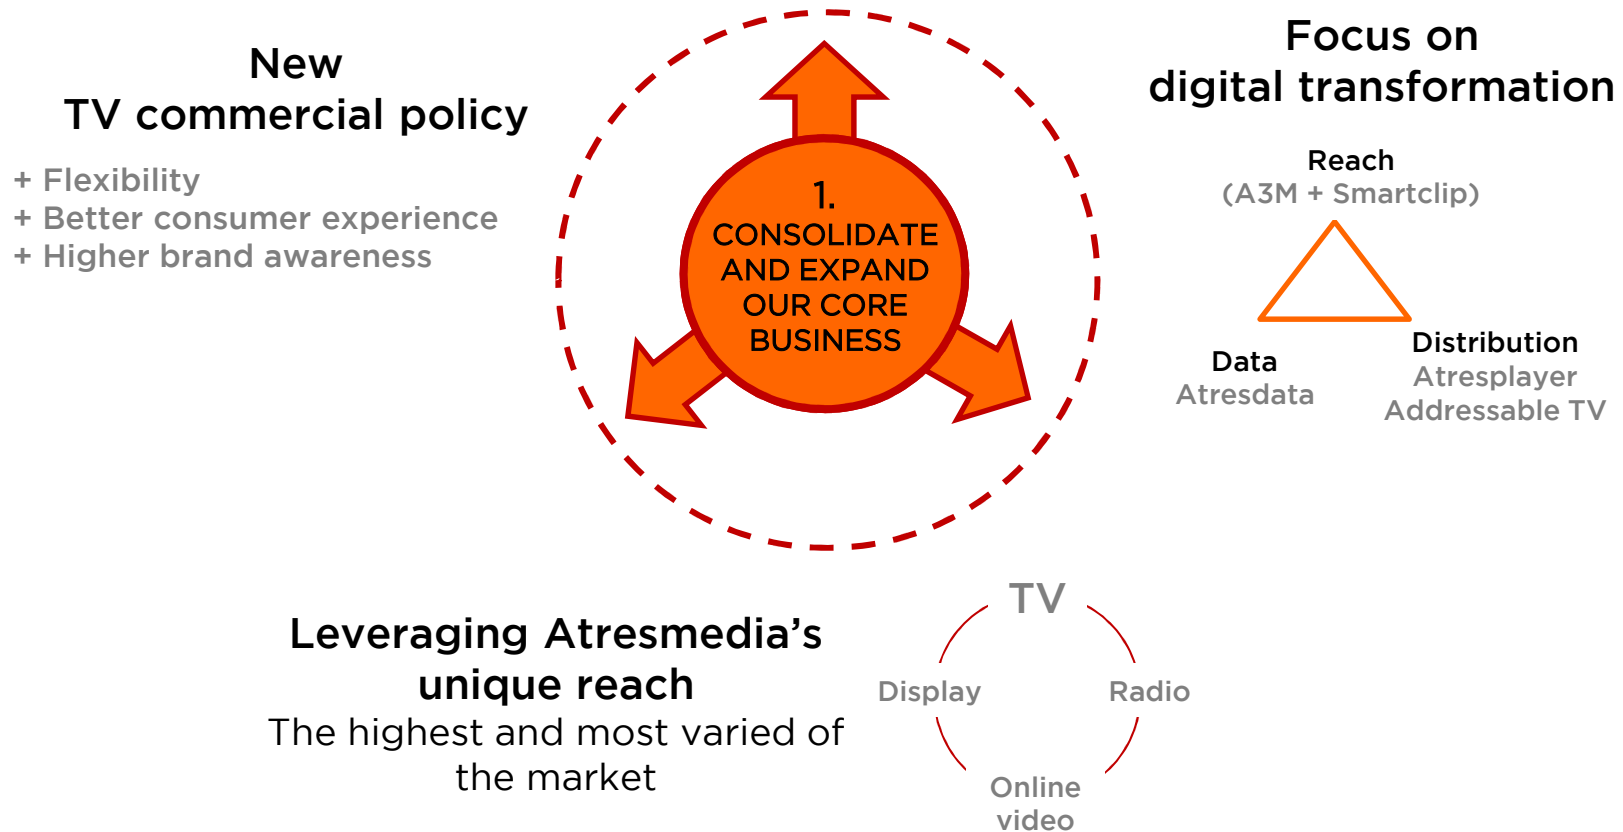 New
TV commercial policy
+ Flexibility
+ Better consumer experience
+ Higher brand awareness
1.
CONSOLIDATE
AND EXPAND
OUR CORE
BUSINESS
Focus on
digital transformation
Reach
(A3M + Smartclip)
Data
Atresdata
Distribution
Atresplayer
Addressable TV
Leveraging Atresmedia’s
unique reach
The highest and most varied of
the market
TV
Display
Radio
Online
video